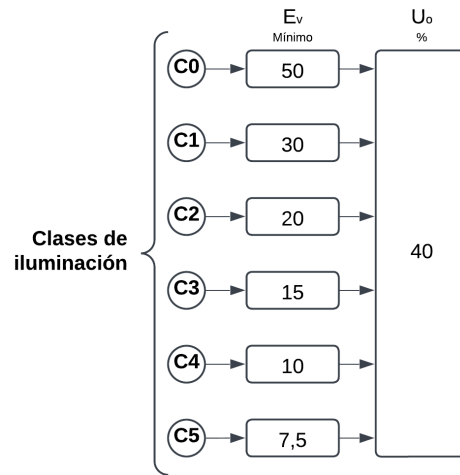 Ev
Mínimo
Uo
%
C0
50
C1
30
C2
20
Clases de
iluminación
40
C3
15
C4
10
C5
7,5